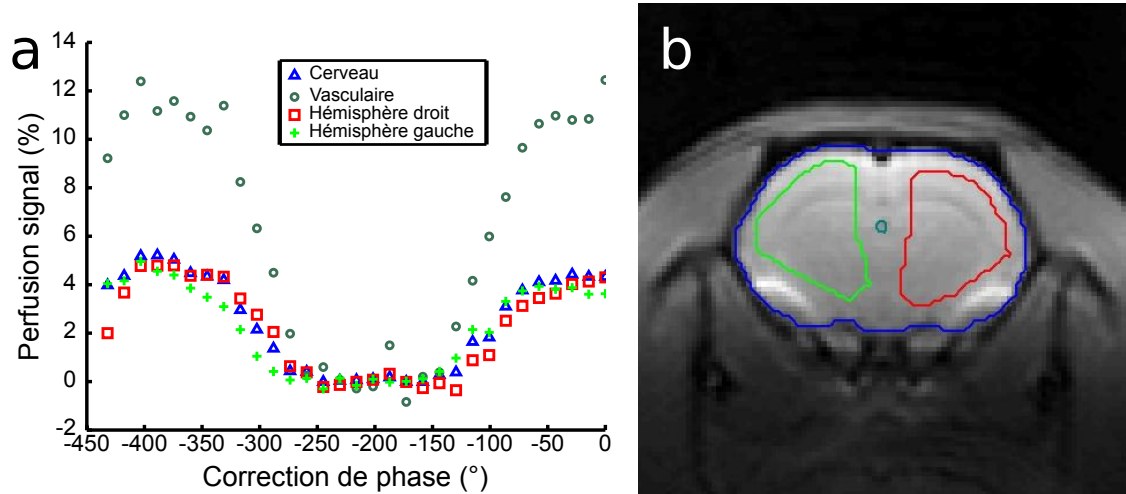 a
14
12
10
8
6
4
2
0
-2
Perfusion signal (%)
Cerveau
Vasculaire
Hémisphère droit
Hémisphère gauche
-450 -400 -350 -300 -250 -200 -150 -100 -50 0
Correction de phase (°)
b